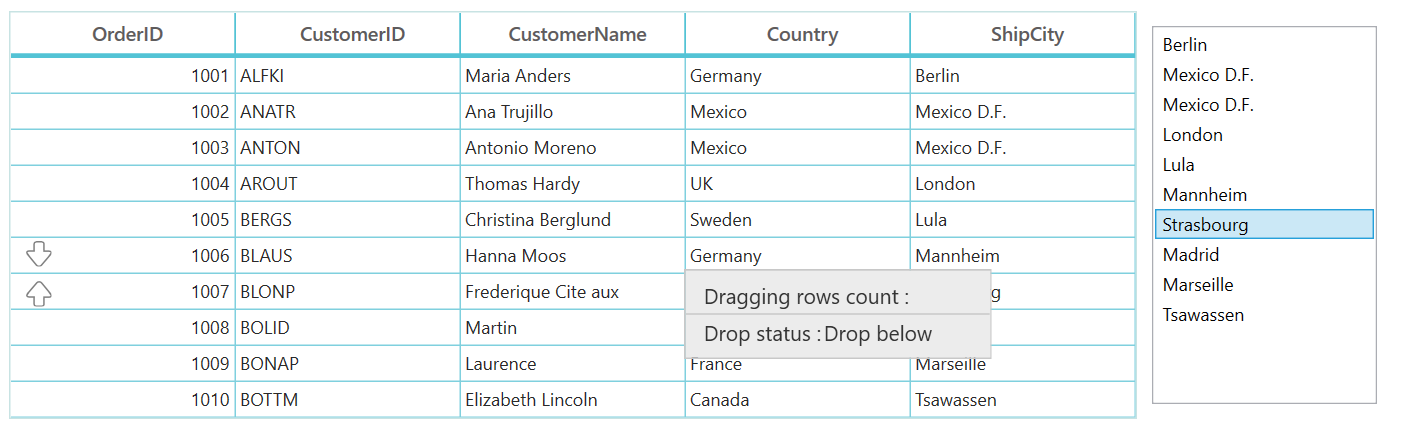 OrderID CustomerID CustomerName Country ShipCity
1001 ALFKI Maria Anders Germany Berlin
1002 ANATR Ana Trujillo Mexico Mexico D.F.
1003 ANTON Antonio Moreno Mexico Mexico D.F.
1004 AROUT Thomas Hardy UK London
1005 BERGS Christina Berglund Sweden Lula
1006 BLAUS Hanna Moos Germany Mannheim
1007 BLONP Frederique Cite aux
1008 BOLID Martin
1009 BONAP Laurence France Marseille
1010 BOTTM Elizabeth Lincoln Canada Tsawassen
Dragging rows count :
Drop status :Drop below
Berlin
Mexico D.F.
Mexico D.F.
London
Lula
Mannheim
Strasbourg
Madrid
Marseille
Tsawassen